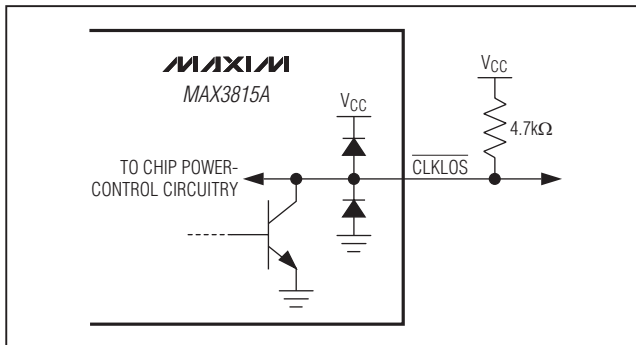 MAXIM
MAX3815A
VCC
VCC
4.7kΩ
TO CHIP POWER-
CONTROL CIRCUITRY
CLKLOS